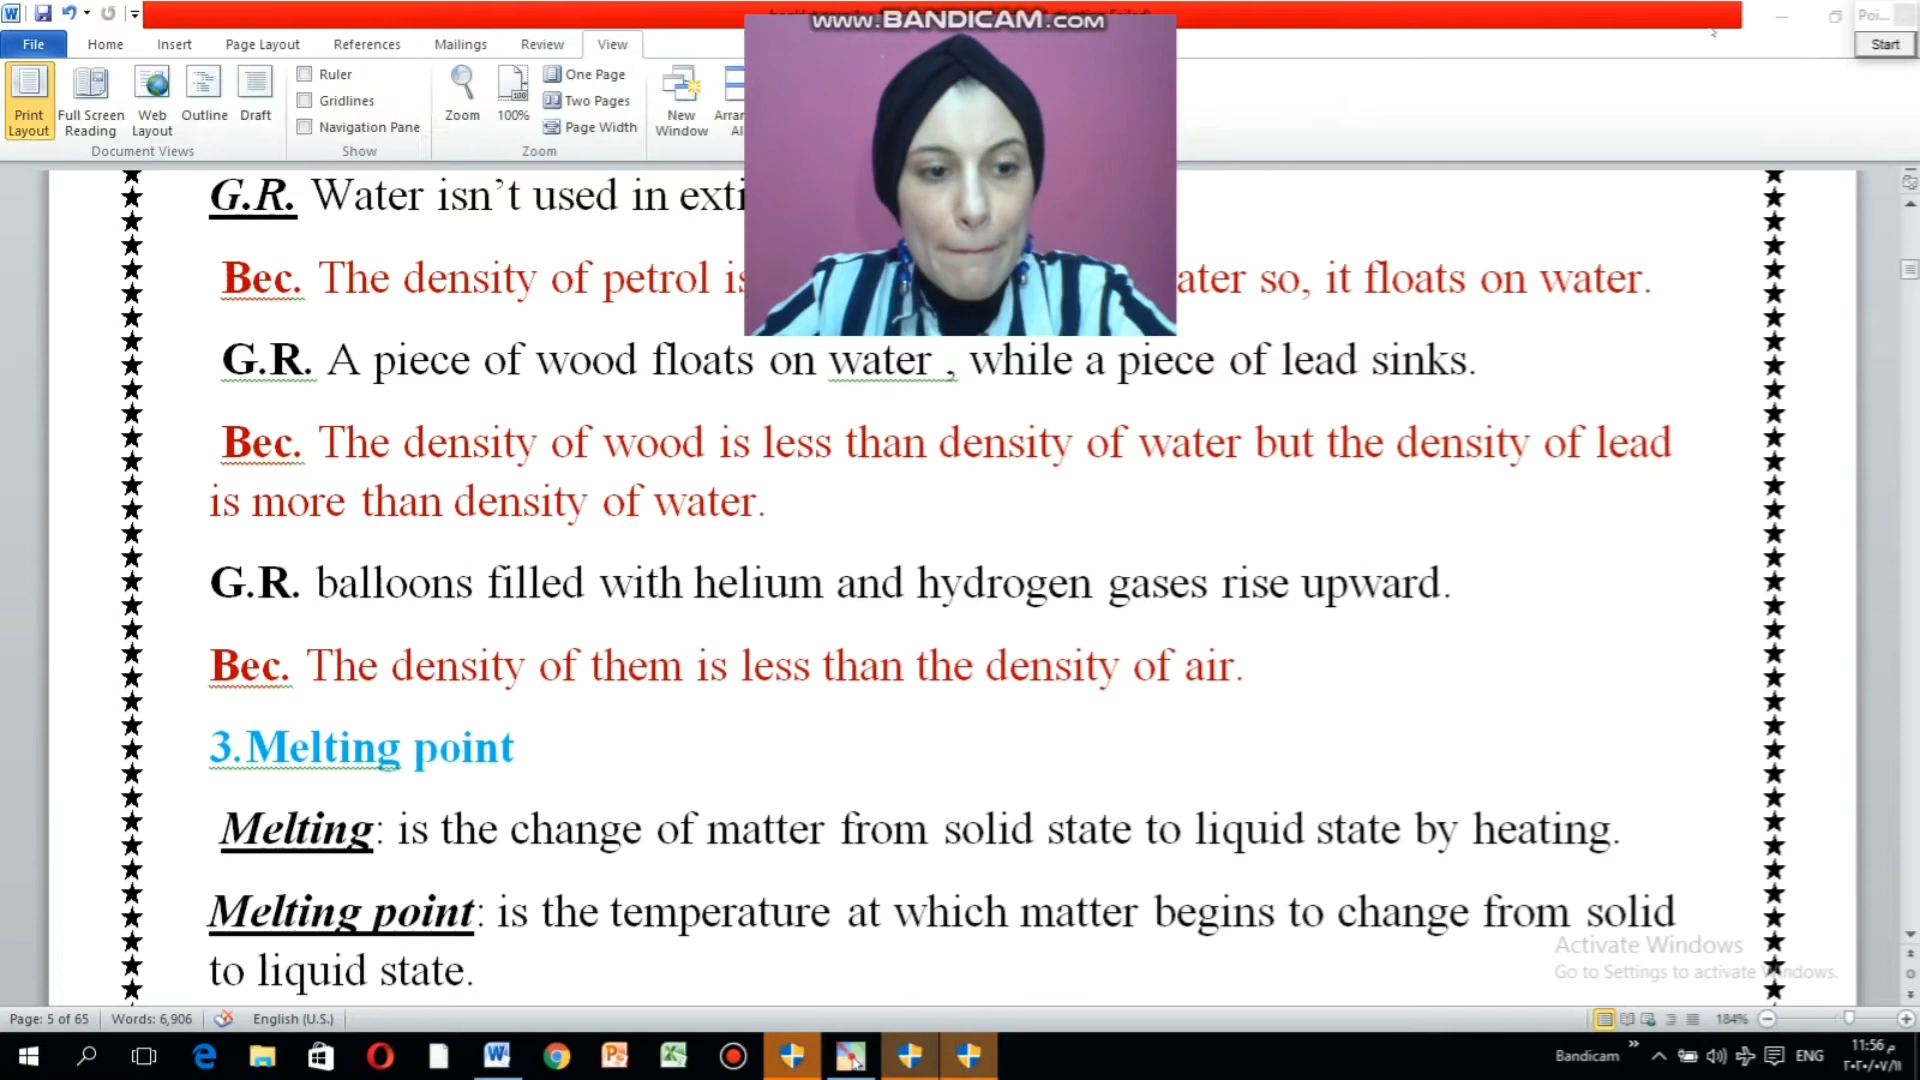 www.BANDICAM.com
Poi...
Start
File Home Insert Page Layout References Mailings Review View
Print Layout
Full Screen Reading
Web Layout
Outline
Draft
Document Views
Ruler
Gridlines
Navigation Pane
Show
Zoom
100%
One Page
Two Pages
Page Width
Zoom
New Window
G.R. Water isn’t used in
Bec. The density of petrol ater so, it floats on water.
G.R. A piece of wood floats on water , while a piece of lead sinks.
Bec. The density of wood is less than density of water but the density of lead
is more than density of water.
G.R. balloons filled with helium and hydrogen gases rise upward.
Bec. The density of them is less than the density of air.
3.Melting point
Melting: is the change of matter from solid state to liquid state by heating.
Melting point: is the temperature at which matter begins to change from solid
to liquid state.
Activate Windows
Go to Settings to activate Windows.
Page: 5 of 65 Words: 6,906 English (U.S.) 184%
Bandicam ENG 11:56 م